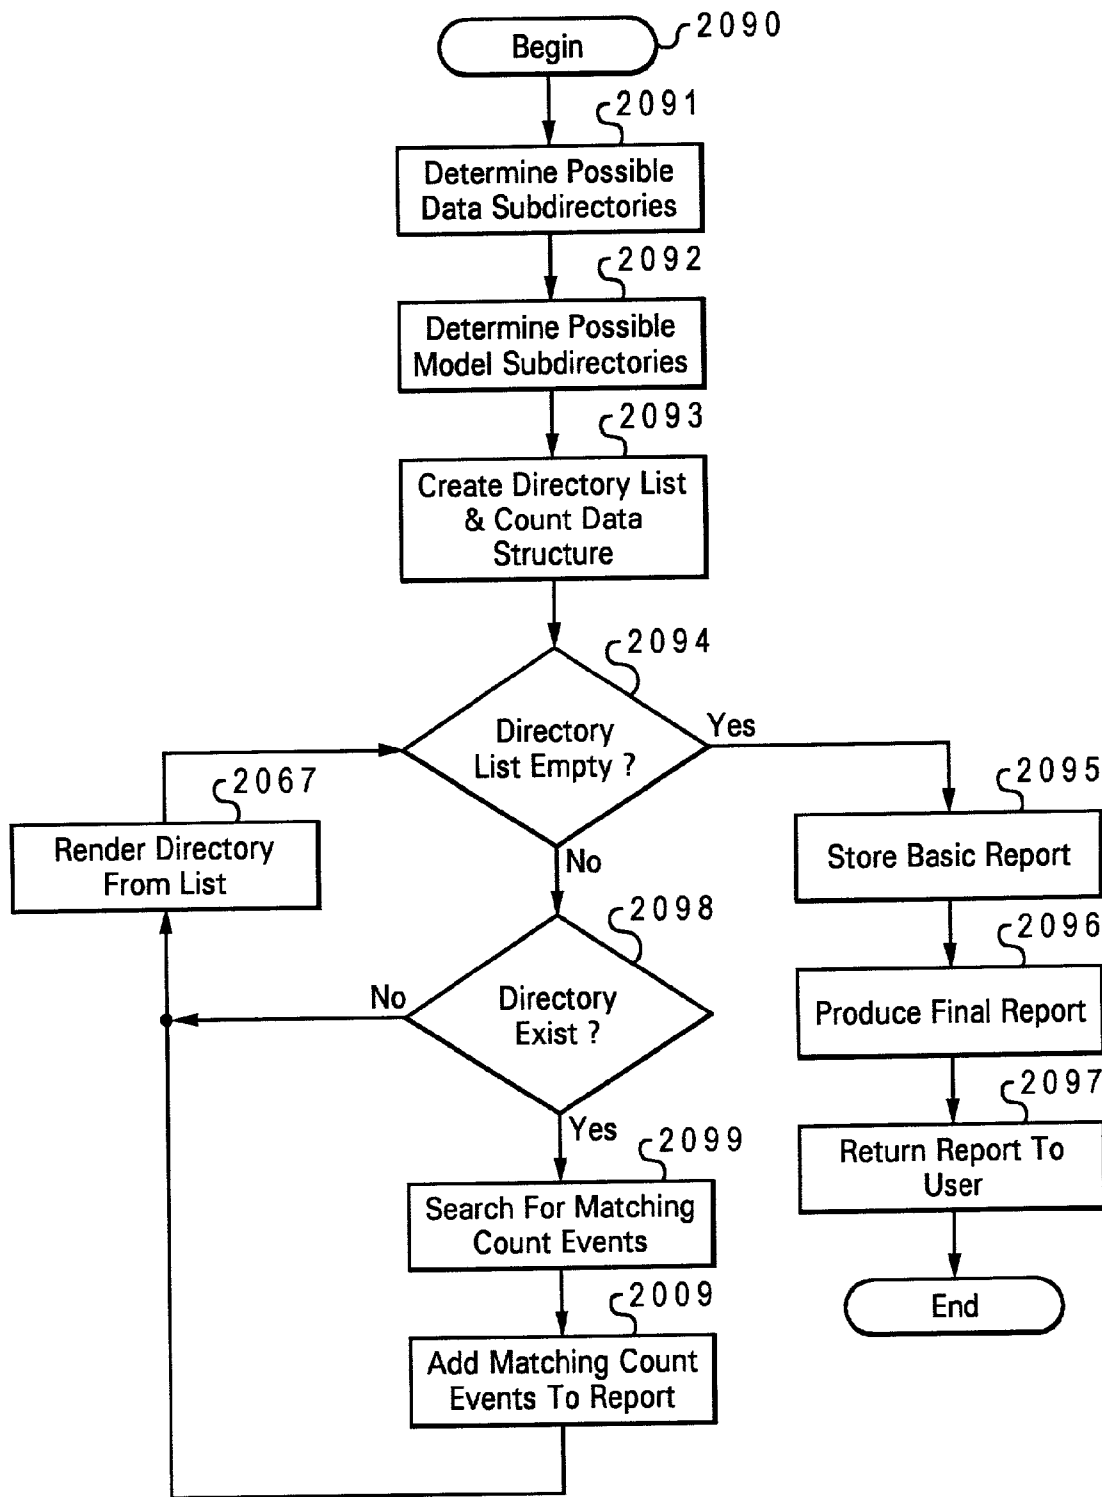 Begin
2090
2091
Determine Possible
Data Subdirectories
2092
Determine Possible
Model Subdirectories
2093
Create Directory List
& Count Data
Structure
2094
Directory
List Empty ?
Yes
No
2067
Render Directory
From List
2095
Store Basic Report
2096
Produce Final Report
2097
Return Report To
User
End
2098
Directory
Exist ?
No
Yes
2099
Search For Matching
Count Events
2009
Add Matching Count
Events To Report